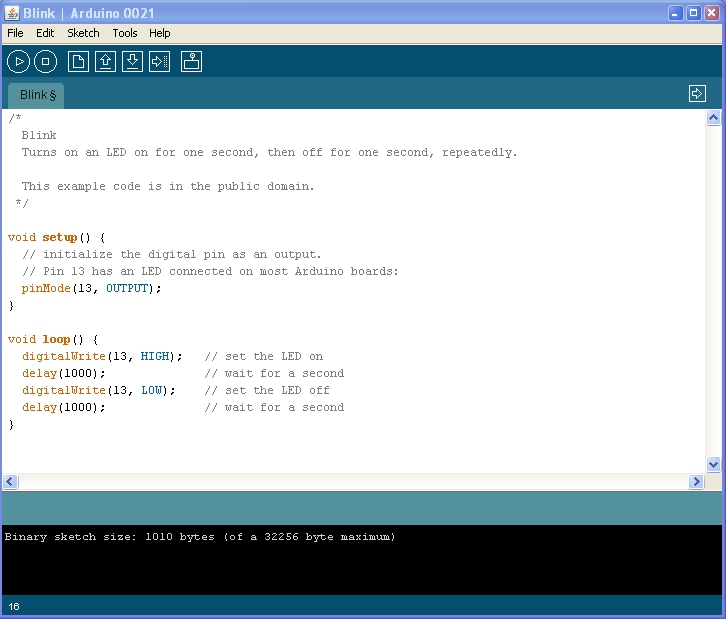 Blink | Arduino 0021
File Edit Sketch Tools Help
Blink §
/*
  Blink
  Turns on an LED on for one second, then off for one second, repeatedly.

  This example code is in the public domain.
 */

void setup() {
  // initialize the digital pin as an output.
  // Pin 13 has an LED connected on most Arduino boards:
  pinMode(13, OUTPUT);
}

void loop() {
  digitalWrite(13, HIGH);   // set the LED on
  delay(1000);              // wait for a second
  digitalWrite(13, LOW);    // set the LED off
  delay(1000);              // wait for a second
}
Binary sketch size: 1010 bytes (of a 32256 byte maximum)
16